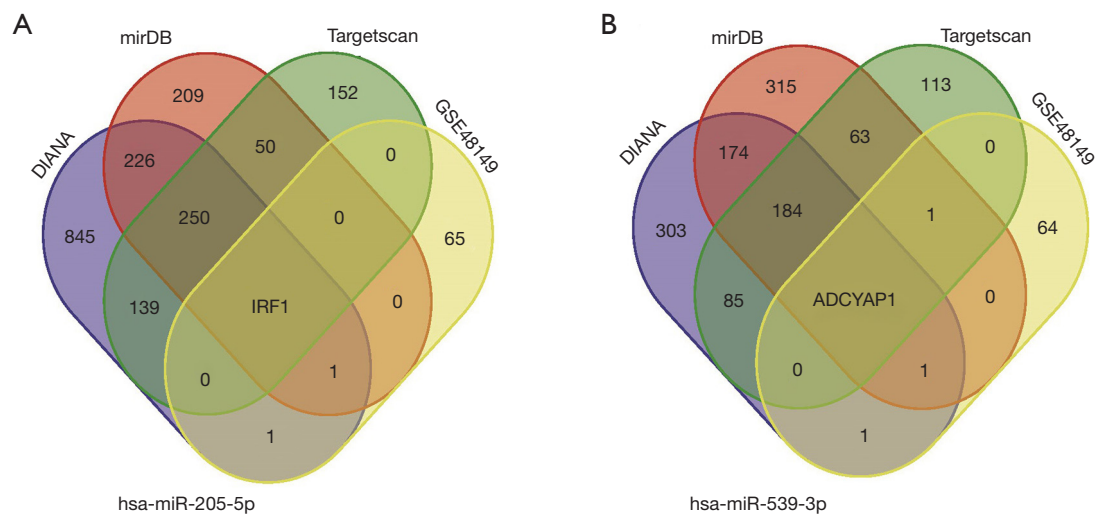 A
mirDB
Targetscan
DIANA
GSE48149
209
152
226
50
0
250
0
845
65
139
IRF1
0
0
1
1
hsa-miR-205-5p
B
mirDB
Targetscan
DIANA
GSE48149
315
113
174
63
0
184
1
303
64
85
ADCYAP1
0
0
1
1
hsa-miR-539-3p